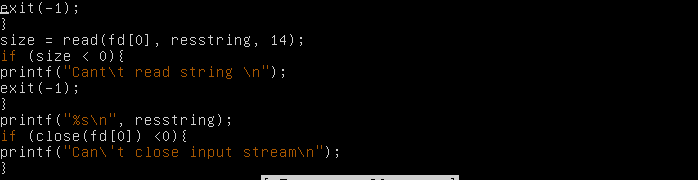 exit(-1);
}
size = read(fd[0], resstring, 14);
if (size < 0){
printf("Cant\t read string \n");
exit(-1);
}
printf("%s\n", resstring);
if (close(fd[0]) <0){
printf("Can\'t close input stream\n");
}